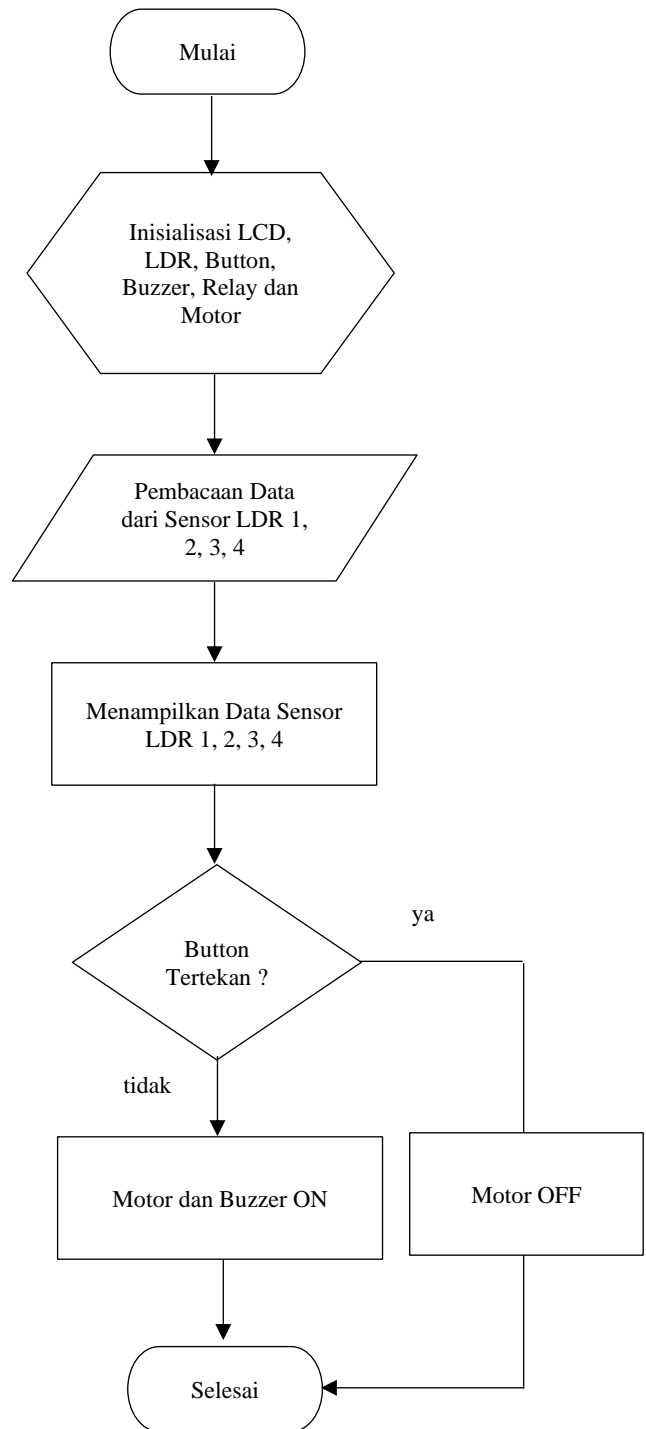 Mulai
Inisialisasi LCD,
LDR, Button,
Buzzer, Relay dan
Motor
Pembacaan Data
dari Sensor LDR 1,
2, 3, 4
Menampilkan Data Sensor
LDR 1, 2, 3, 4
ya
Button
Tertekan ?
tidak
Motor dan Buzzer ON
Motor OFF
Selesai